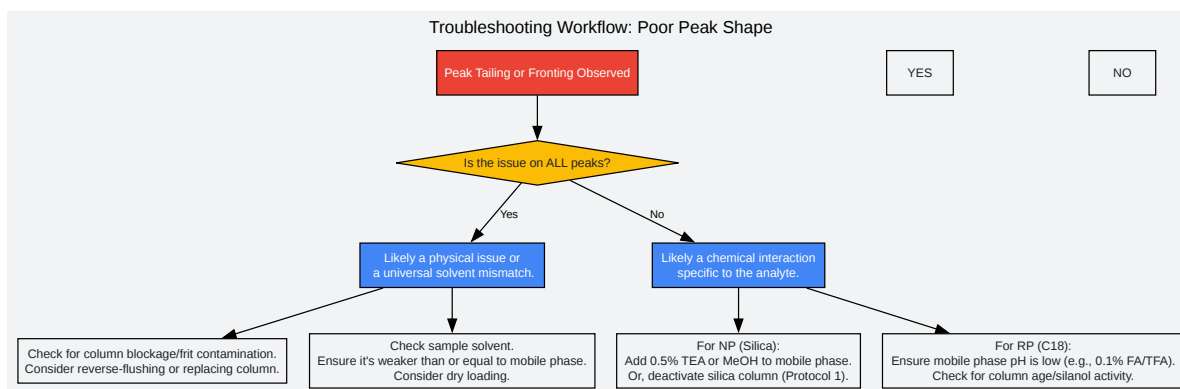 Troubleshooting Workflow: Poor Peak Shape
Peak Tailing or Fronting Observed
YES
NO
Is the issue on ALL peaks?
Yes
No
Likely a physical issue or
a universal solvent mismatch.
Likely a chemical interaction
specific to the analyte.
Check for column blockage/frit contamination.
Consider reverse-flushing or replacing column.
Check sample solvent.
Ensure it's weaker than or equal to mobile phase.
Consider dry loading.
For NP (Silica):
Add 0.5% TEA or MeOH to mobile phase.
Or, deactivate silica column (Protocol 1).
For RP (C18):
Ensure mobile phase pH is low (e.g., 0.1% FA/TFA).
Check for column age/silanol activity.